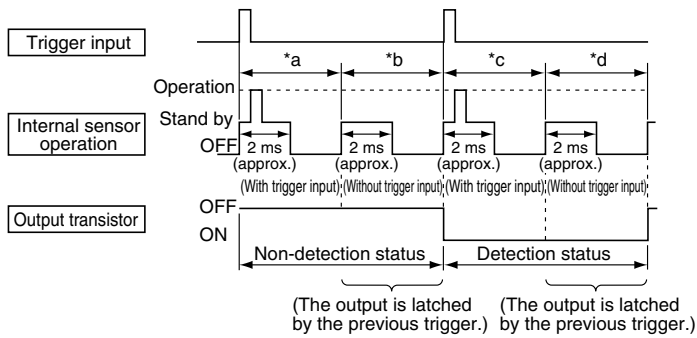 Trigger input
*a *b *c *d
Operation
Stand by
Internal sensor
operation
OFF
2 ms 2 ms 2 ms 2 ms
(approx.) (approx.) (approx.) (approx.)
(With trigger input) (Without trigger input) (With trigger input) (Without trigger input)
Output transistor
OFF
ON
Non-detection status Detection status
(The output is latched
by the previous trigger.)
(The output is latched
by the previous trigger.)